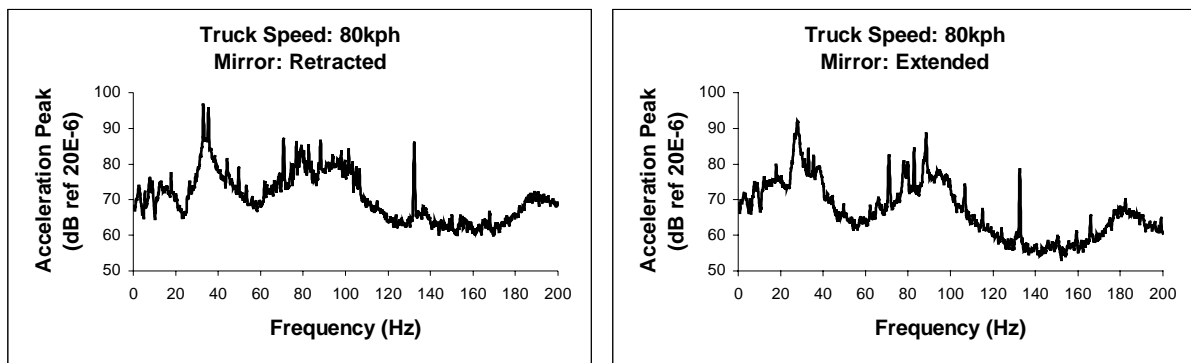 Truck Speed: 80kph
Mirror: Retracted
Acceleration Peak
(dB ref 20E-6)
100
90
80
70
60
50
0 20 40 60 80 100 120 140 160 180 200
Frequency (Hz)
Truck Speed: 80kph
Mirror: Extended
Acceleration Peak
(dB ref 20E-6)
100
90
80
70
60
50
0 20 40 60 80 100 120 140 160 180 200
Frequency (Hz)